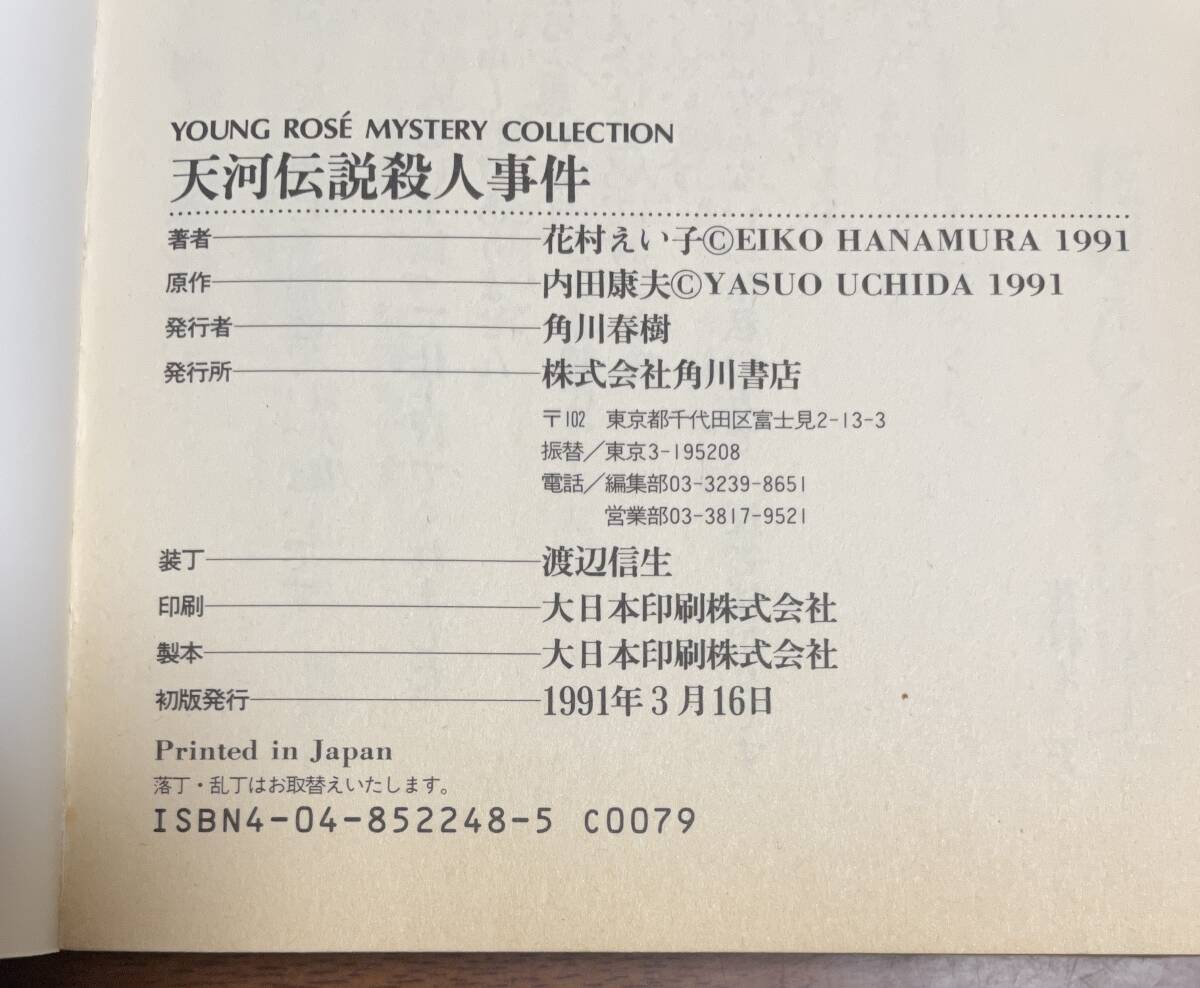 YOUNG ROSÉ MYSTERY COLLECTION
天河伝説殺人事件
著者――花村えい子©EIKO HANAMURA 1991
原作――内田康夫©YASUO UCHIDA 1991
発行者――角川春樹
発行所――株式会社角川書店
〒102 東京都千代田区富士見2-13-3
振替/東京3-195208
電話/編集部03-3239-8651
営業部03-3817-9521
装丁――渡辺信生
印刷――大日本印刷株式会社
製本――大日本印刷株式会社
初版発行――1991年3月16日
Printed in Japan
落丁・乱丁はお取替えいたします。
ISBN4-04-852248-5 C0079